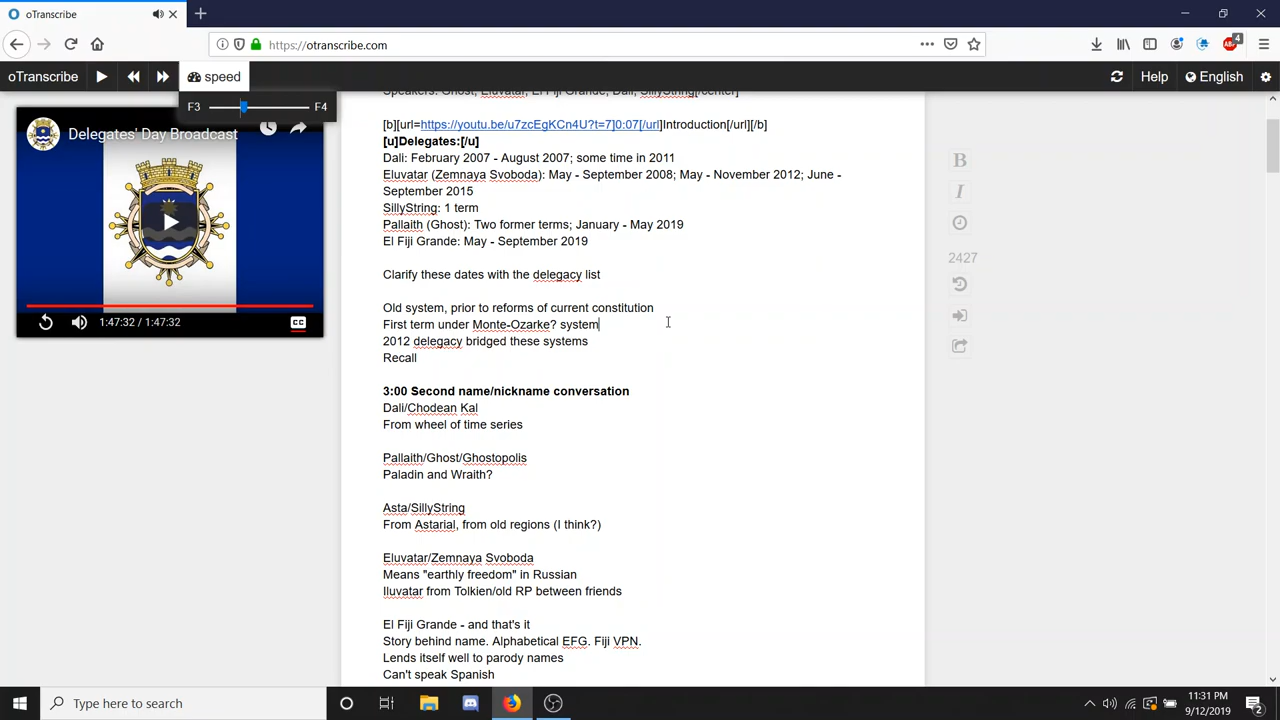 oTranscribe
https://otranscribe.com
4
oTranscribe
speed
Help
English
F3
F4
Delegates' Day Broadcast
1:47:32 / 1:47:32
Speakers: Ghost, Eluvatar, El Fiji Grande, Dali, SillyString[/center]
[b][url=https://youtu.be/u7zcEgKCn4U?t=7]0:07[/url]Introduction[/url][/b]
[u]Delegates:[/u]
Dali: February 2007 - August 2007; some time in 2011
Eluvatar (Zemnaya Svoboda): May - September 2008; May - November 2012; June -
September 2015
SillyString: 1 term
Pallaith (Ghost): Two former terms; January - May 2019
El Fiji Grande: May - September 2019
Clarify these dates with the delegacy list
Old system, prior to reforms of current constitution
First term under Monte-Ozarke? system
2012 delegacy bridged these systems
Recall
3:00 Second name/nickname conversation
Dali/Chodean Kal
From wheel of time series
Pallaith/Ghost/Ghostopolis
Paladin and Wraith?
Asta/SillyString
From Astarial, from old regions (I think?)
Eluvatar/Zemnaya Svoboda
Means "earthly freedom" in Russian
Iluvatar from Tolkien/old RP between friends
El Fiji Grande - and that's it
Story behind name. Alphabetical EFG. Fiji VPN.
Lends itself well to parody names
Can't speak Spanish
B
I
2427
Type here to search
11:31 PM
9/12/2019
2